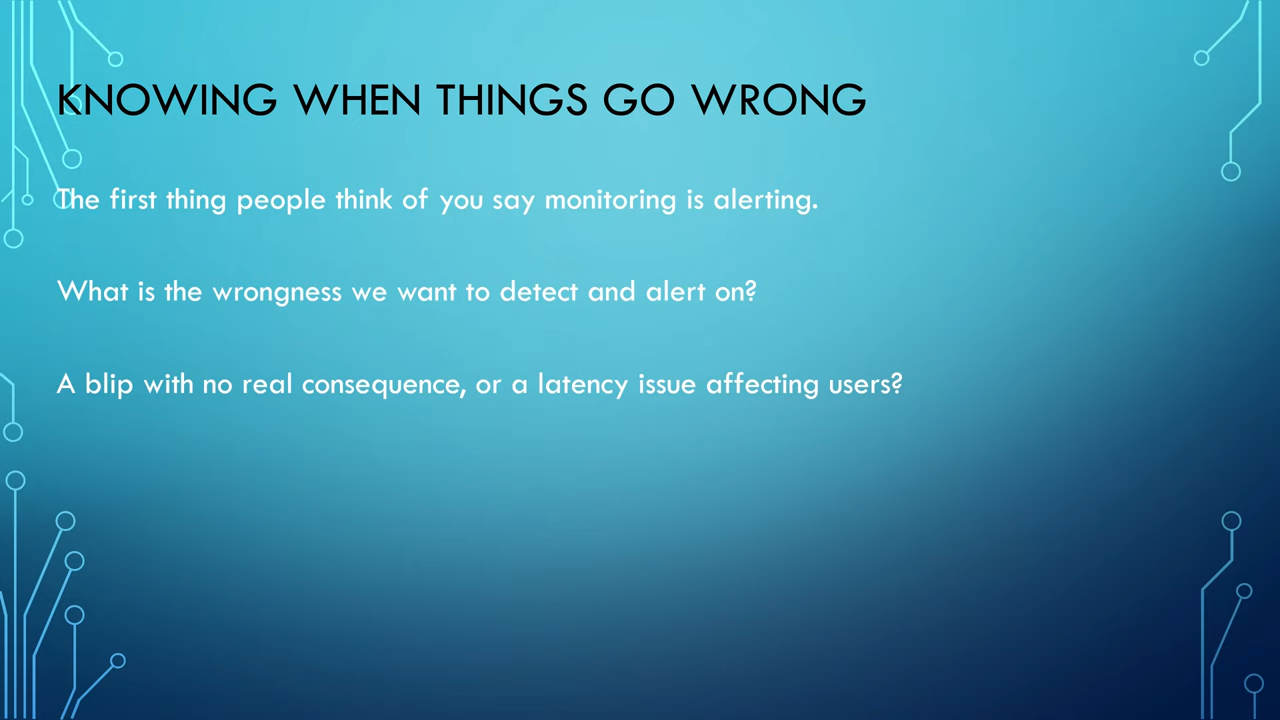 KNOWING WHEN THINGS GO WRONG
The first thing people think of you say monitoring is alerting.
What is the wrongness we want to detect and alert on?
A blip with no real consequence, or a latency issue affecting users?